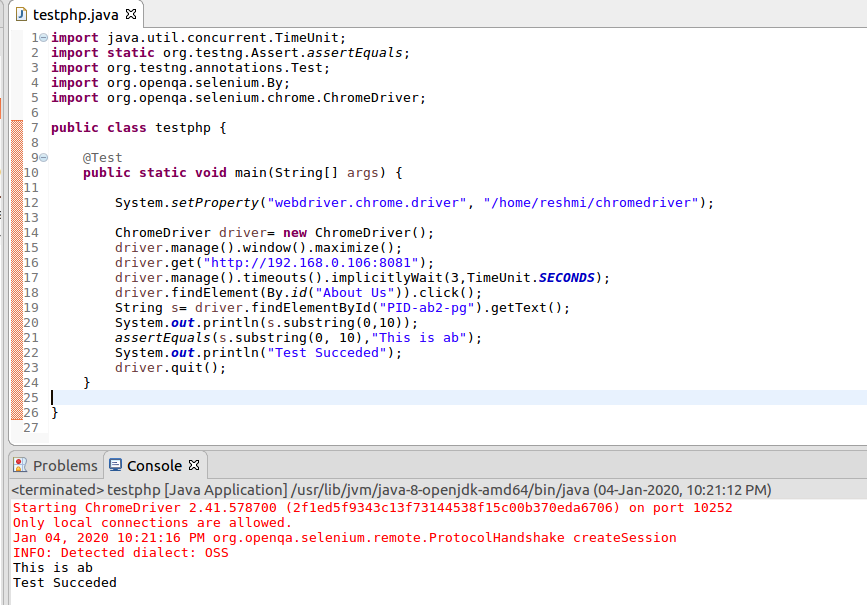 testphp.java
1 import java.util.concurrent.TimeUnit;
2 import static org.testng.Assert.assertEquals;
3 import org.testng.annotations.Test;
4 import org.openqa.selenium.By;
5 import org.openqa.selenium.chrome.ChromeDriver;
6
7 public class testphp {
8
9 @Test
10 public static void main(String[] args) {
11
12 System.setProperty("webdriver.chrome.driver", "/home/reshmi/chromedriver");
13
14 ChromeDriver driver= new ChromeDriver();
15 driver.manage().window().maximize();
16 driver.get("http://192.168.0.106:8081");
17 driver.manage().timeouts().implicitlyWait(3,TimeUnit.SECONDS);
18 driver.findElement(By.id("About Us")).click();
19 String s= driver.findElementById("PID-ab2-pg").getText();
20 System.out.println(s.substring(0,10));
21 assertEquals(s.substring(0, 10),"This is ab");
22 System.out.println("Test Succeded");
23 driver.quit();
24 }
25
26 }
27
Problems Console
<terminated> testphp [Java Application] /usr/lib/jvm/java-8-openjdk-amd64/bin/java (04-Jan-2020, 10:21:12 PM)
Starting ChromeDriver 2.41.578700 (2f1ed5f9343c13f73144538f15c00b370eda6706) on port 10252
Only local connections are allowed.
Jan 04, 2020 10:21:16 PM org.openqa.selenium.remote.ProtocolHandshake createSession
INFO: Detected dialect: OSS
This is ab
Test Succeded